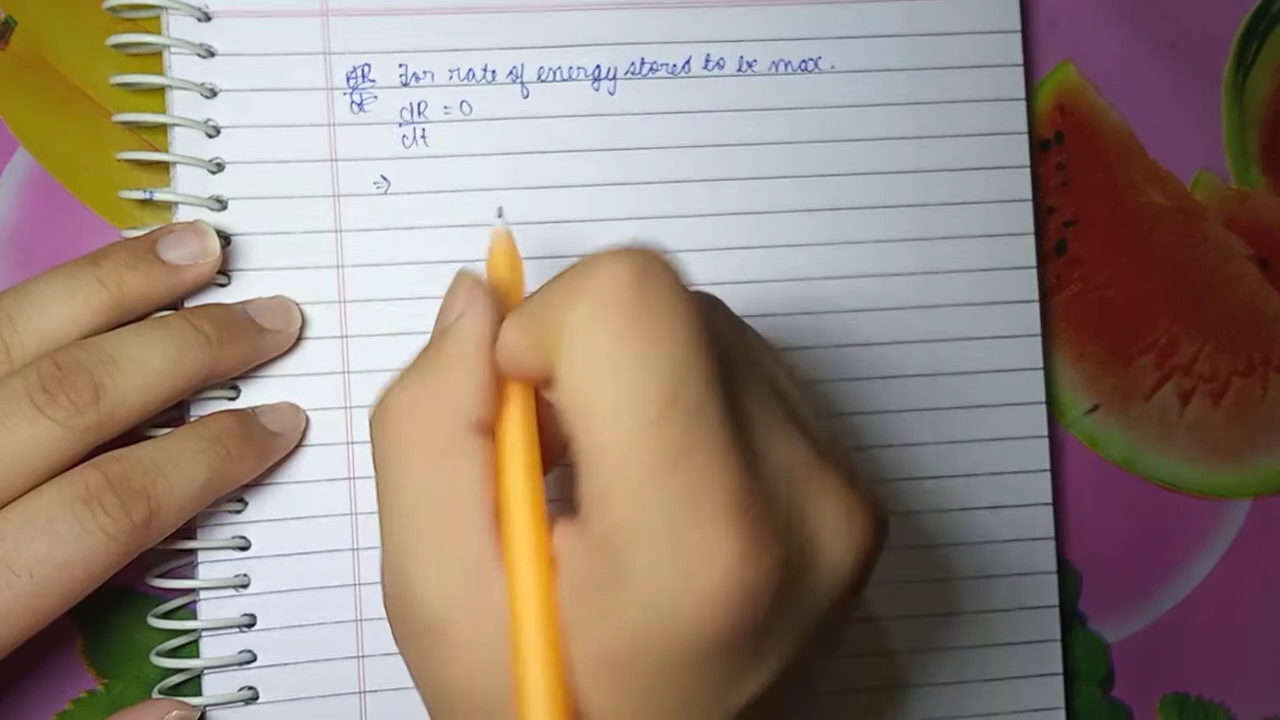 For rate of energy stored to be max.
dR = 0
dt
⇒